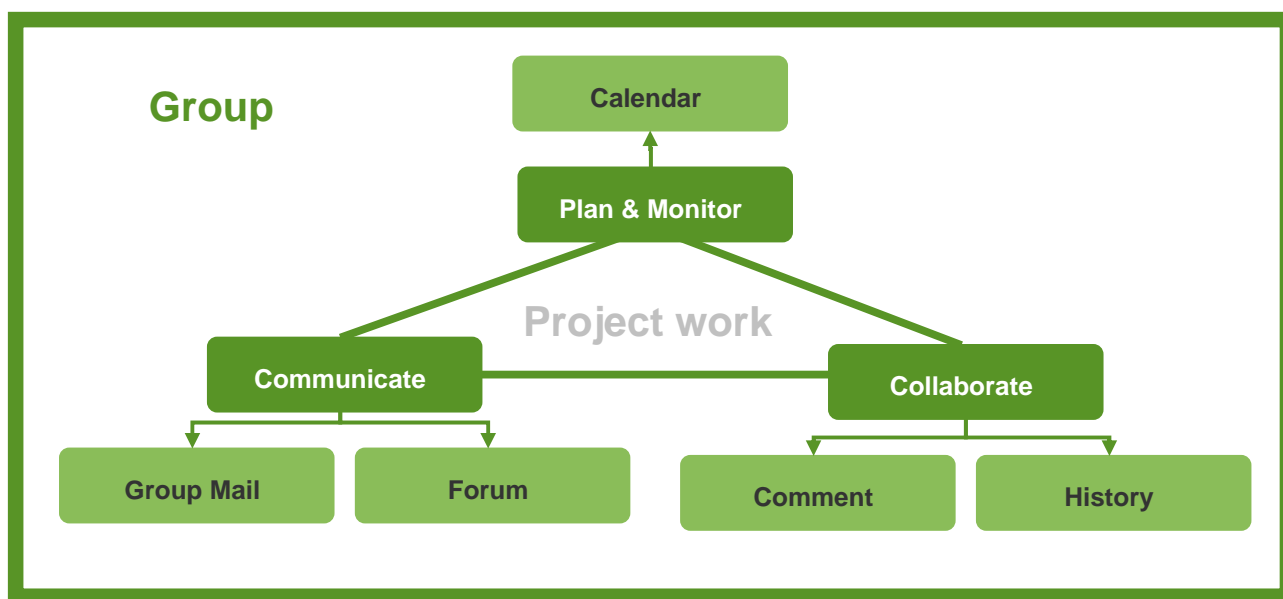 Group
Calendar
Plan & Monitor
Project work
Communicate
Collaborate
Group Mail
Forum
Comment
History